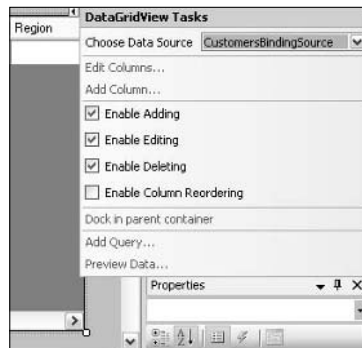 Region
DataGridView Tasks
Choose Data Source CustomersBindingSource
Edit Columns...
Add Column...
Enable Adding
Enable Editing
Enable Deleting
Enable Column Reordering
Dock in parent container
Add Query...
Preview Data...
Properties